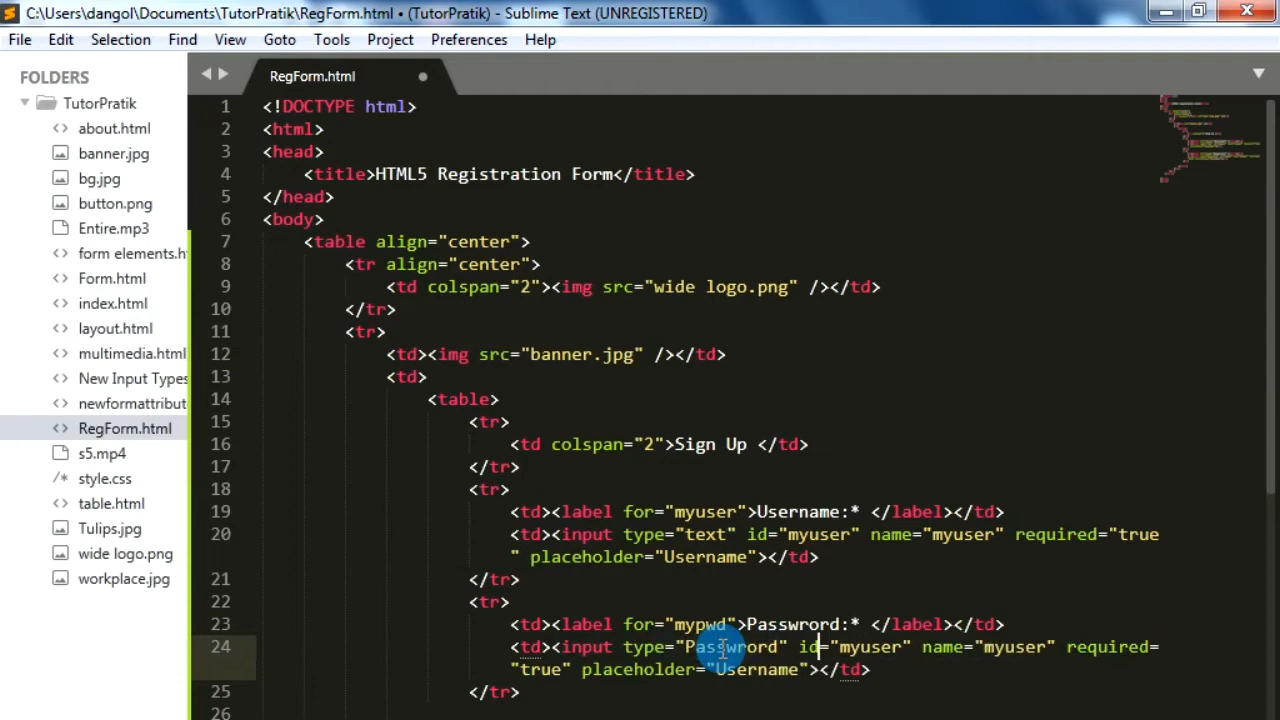 C:\Users\dangol\Documents\TutorPratik\RegForm.html • (TutorPratik) - Sublime Text (UNREGISTERED)
File Edit Selection Find View Goto Tools Project Preferences Help
FOLDERS
TutorPratik
<> about.html
banner.jpg
bg.jpg
button.png
Entire.mp3
<> form elements.h
<> Form.html
<> index.html
<> layout.html
<> multimedia.html
<> New Input Types
<> newformattribut
<> RegForm.html
s5.mp4
/* style.css
<> table.html
Tulips.jpg
wide logo.png
workplace.jpg
RegForm.html
1 <!DOCTYPE html>
2 <html>
3 <head>
4 <title>HTML5 Registration Form</title>
5 </head>
6 <body>
7 <table align="center">
8 <tr align="center">
9 <td colspan="2"><img src="wide logo.png" /></td>
10 </tr>
11 <tr>
12 <td><img src="banner.jpg" /></td>
13 <td>
14 <table>
15 <tr>
16 <td colspan="2">Sign Up </td>
17 </tr>
18 <tr>
19 <td><label for="myuser">Username:* </label></td>
20 <td><input type="text" id="myuser" name="myuser" required="true
" placeholder="Username"></td>
21 </tr>
22 <tr>
23 <td><label for="mypwd">Passwrord:* </label></td>
24 <td><input type="Passwrord" id="myuser" name="myuser" required=
"true" placeholder="Username"></td>
25 </tr>
26